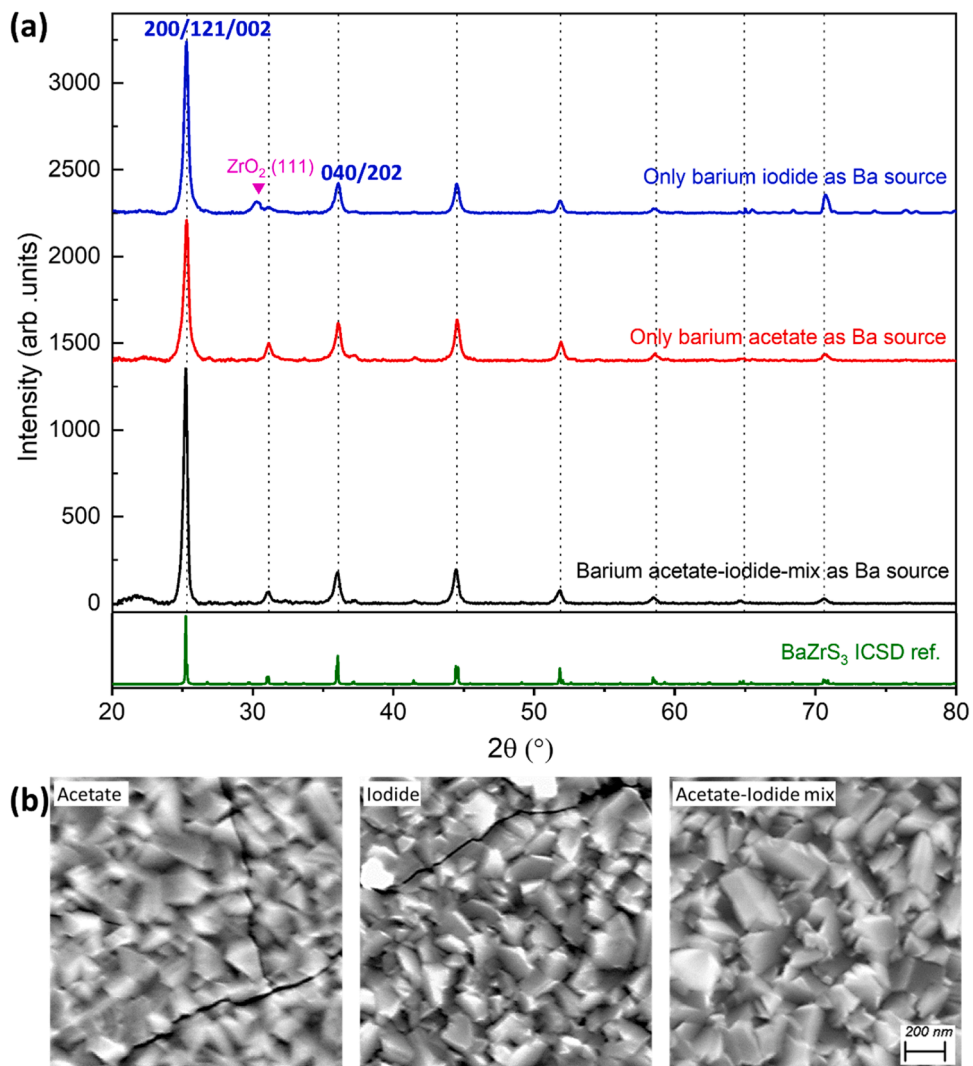 (a)
200/121/002
ZrO₂ (111)
040/202
Only barium iodide as Ba source
Only barium acetate as Ba source
Barium acetate-iodide-mix as Ba source
BaZrS₃ ICSD ref.
Intensity (arb .units)
3000
2500
2000
1500
1000
500
0
20 30 40 50 60 70 80
2θ (°)
(b)
Acetate
Iodide
Acetate-Iodide mix
200 nm